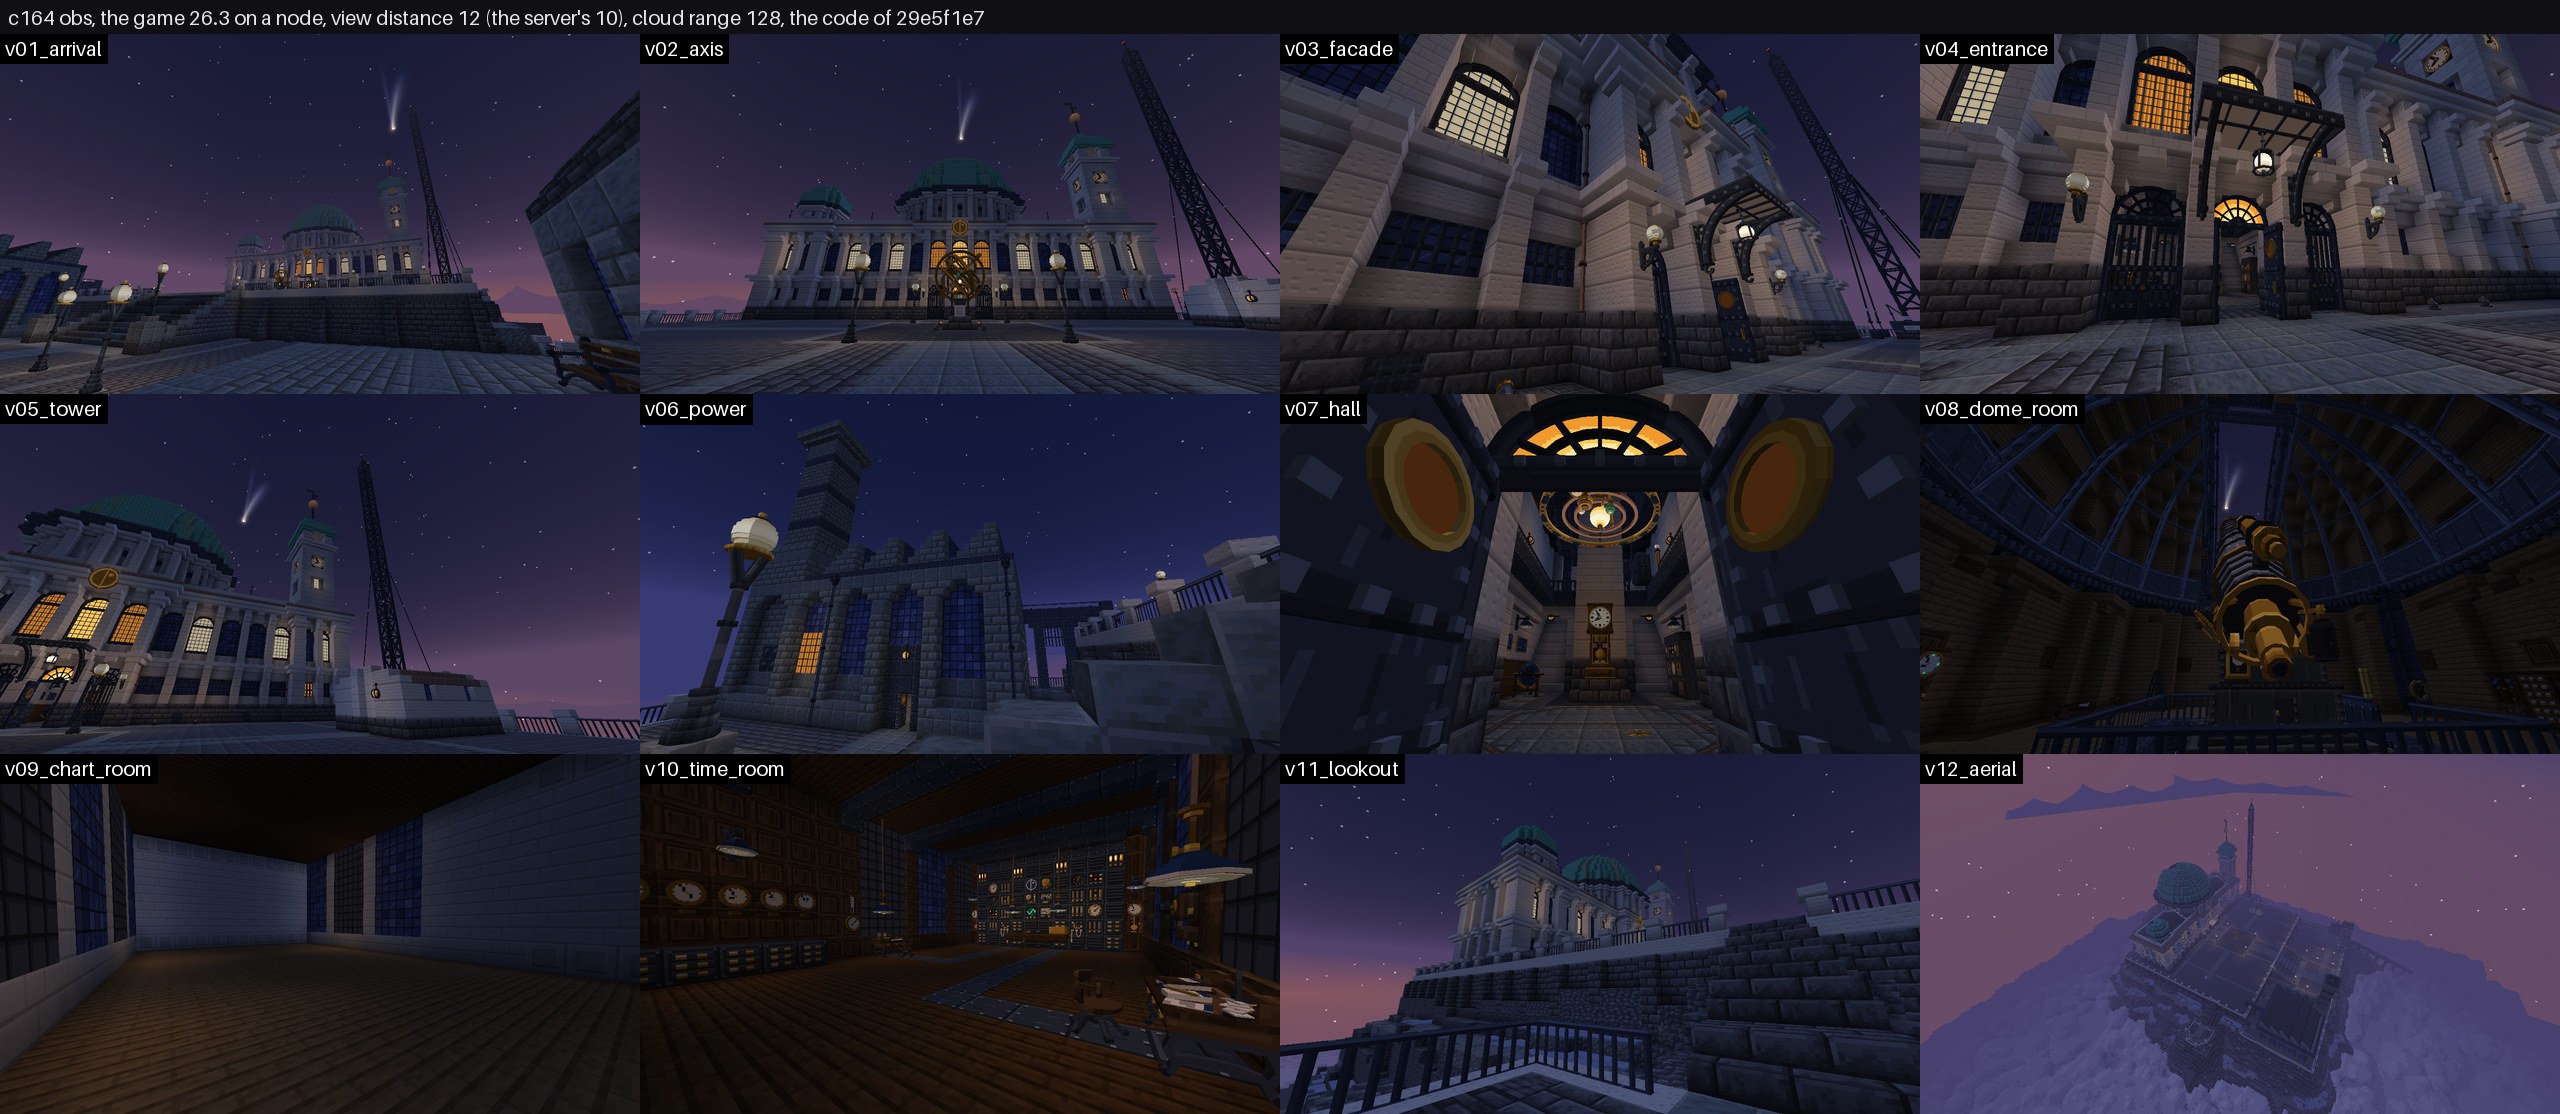 c164 obs, the game 26.3 on a node, view distance 12 (the server's 10), cloud range 128, the code of 29e5f1e7
v01_arrival
v02_axis
v03_facade
v04_entrance
v05_tower
v06_power
v07_hall
v08_dome_room
v09_chart_room
v10_time_room
v11_lookout
v12_aerial